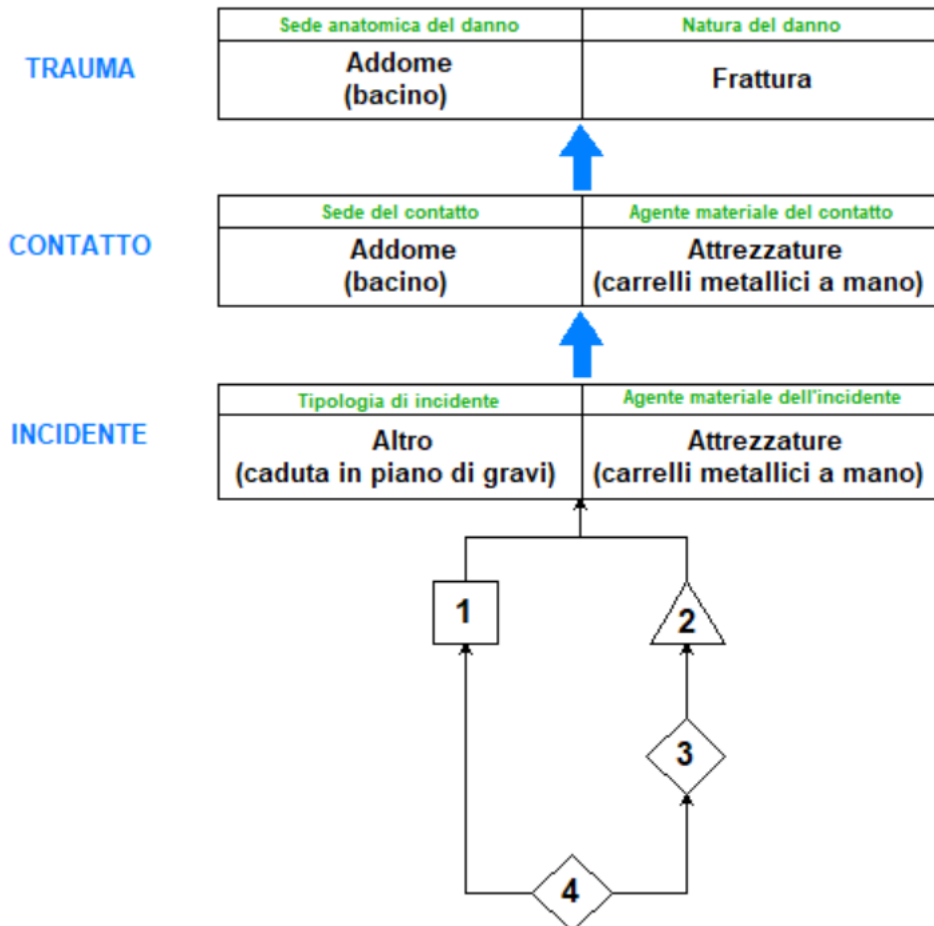 Sede anatomica del danno
Natura del danno
TRAUMA
Addome
(bacino)
Frattura
Sede del contatto
Agente materiale del contatto
CONTATTO
Addome
(bacino)
Attrezzature
(carrelli metallici a mano)
Tipologia di incidente
Agente materiale dell'incidente
INCIDENTE
Altro
(caduta in piano di gravi)
Attrezzature
(carrelli metallici a mano)
1
2
3
4